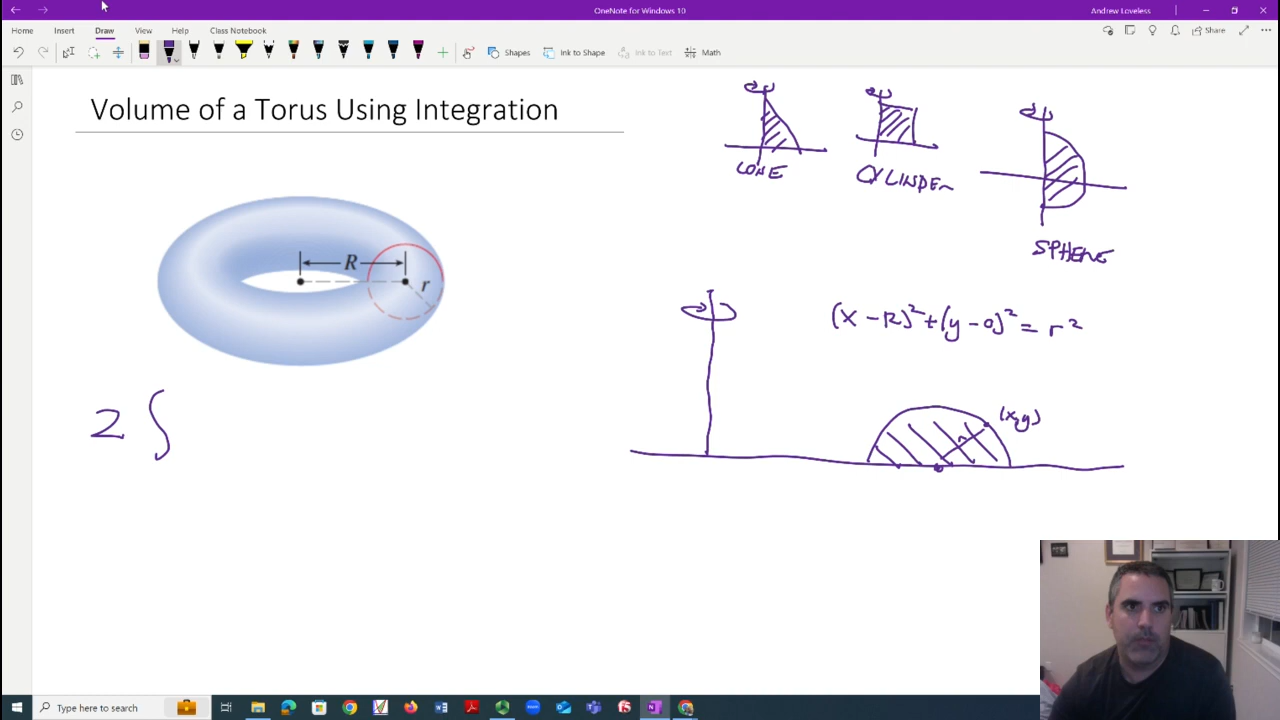 OneNote for Windows 10
Andrew Loveless
Home Insert Draw View Help Class Notebook
Share
Shapes Ink to Shape Ink to Text Math
Volume of a Torus Using Integration
CONE
CYLINDER
SPHERE
R
r
(x - R)² + (y - 0)² = r²
(x,y)
r
2 ∫
Type here to search